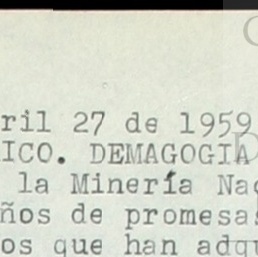 ril 27 de 1959
ICO. DEMAGOGIA
la Minería Na
ños de promesas
os que han adqu